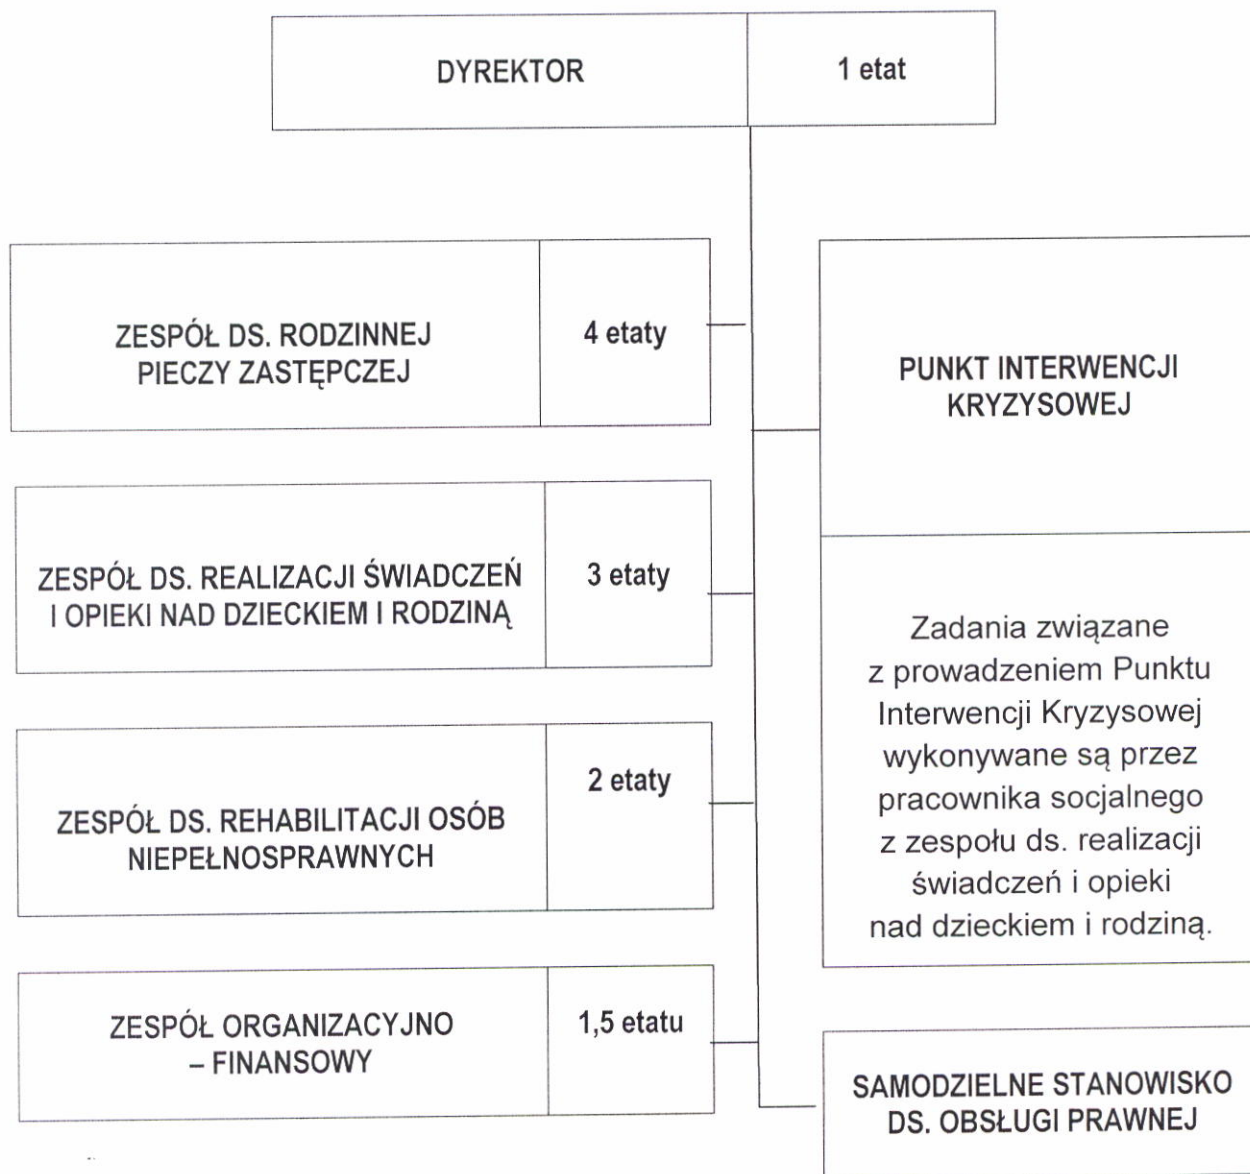 DYREKTOR
1 etat
ZESPÓŁ DS. RODZINNEJ
PIECZY ZASTĘPCZEJ
4 etaty
PUNKT INTERWENCJI
KRYZYSOWEJ
ZESPÓŁ DS. REALIZACJI ŚWIADCZEŃ
I OPIEKI NAD DZIECKIEM I RODZINĄ
3 etaty
Zadania związane
z prowadzeniem Punktu
Interwencji Kryzysowej
wykonywane są przez
pracownika socjalnego
z zespołu ds. realizacji
świadczeń i opieki
nad dzieckiem i rodziną.
ZESPÓŁ DS. REHABILITACJI OSÓB
NIEPEŁNOSPRAWNYCH
2 etaty
ZESPÓŁ ORGANIZACYJNO
– FINANSOWY
1,5 etatu
SAMODZIELNE STANOWISKO
DS. OBSŁUGI PRAWNEJ